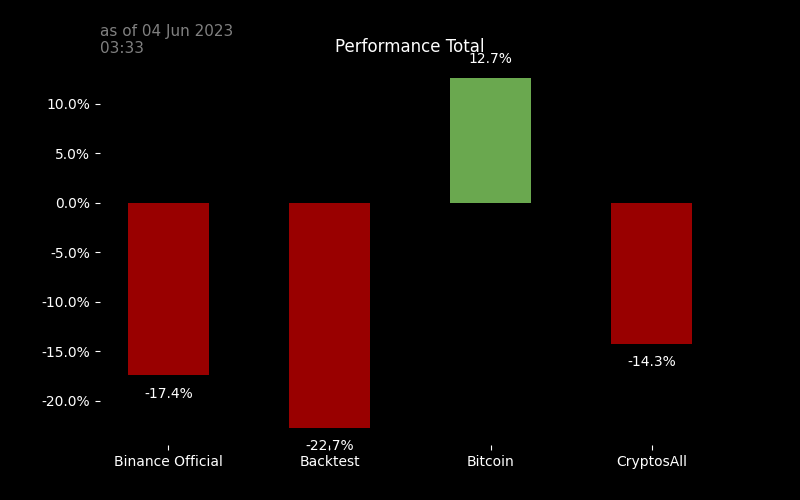 as of 04 Jun 2023
03:33
Performance Total
12.7%
10.0%
5.0%
0.0%
-5.0%
-10.0%
-15.0%
-20.0%
-17.4%
-22.7%
-14.3%
Binance Official
Backtest
Bitcoin
CryptosAll